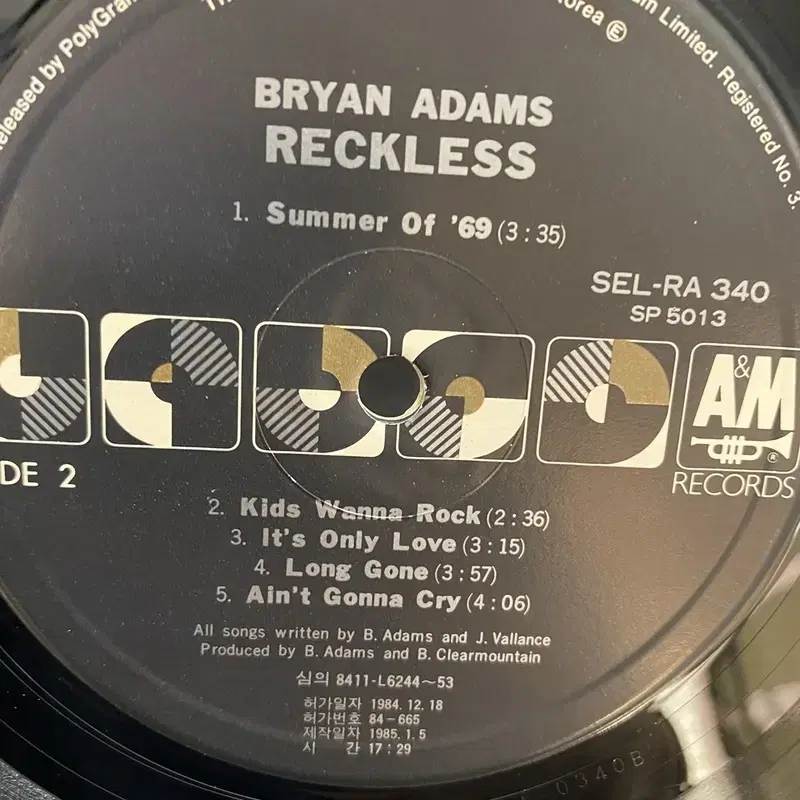 eleased by PolyGra
Th
orea Ⓔ
m Limited. Registered No. 3.
BRYAN ADAMS
RECKLESS
1. Summer Of '69 (3 : 35)
SEL-RA 340
SP 5013
A&M
®
RECORDS
DE 2
2. Kids Wanna Rock (2 : 36)
3. It's Only Love (3 : 15)
4. Long Gone (3 : 57)
5. Ain't Gonna Cry (4 : 06)
All songs written by B. Adams and J. Vallance
Produced by B. Adams and B. Clearmountain
심의 8411-L6244~53
허가일자 1984. 12. 18
허가번호 84-665
제작일자 1985. 1. 5
시 간 17 : 29
0340B